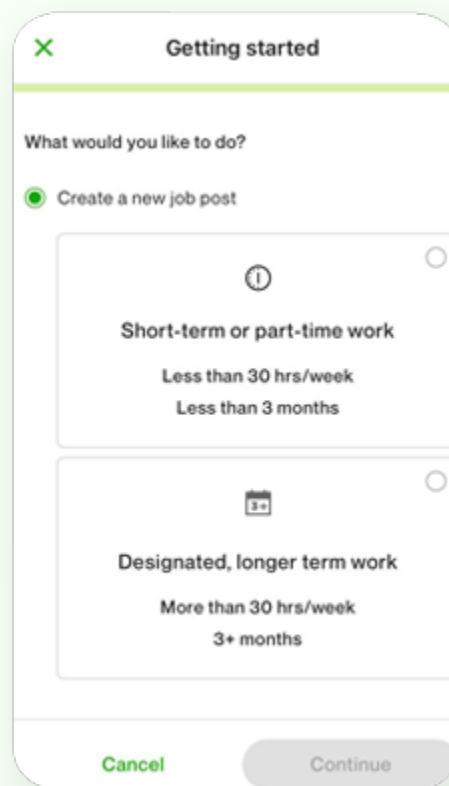 Getting started
What would you like to do?
Create a new job post
Short-term or part-time work
Less than 30 hrs/week
Less than 3 months
3+
Designated, longer term work
More than 30 hrs/week
3+ months
Cancel
Continue